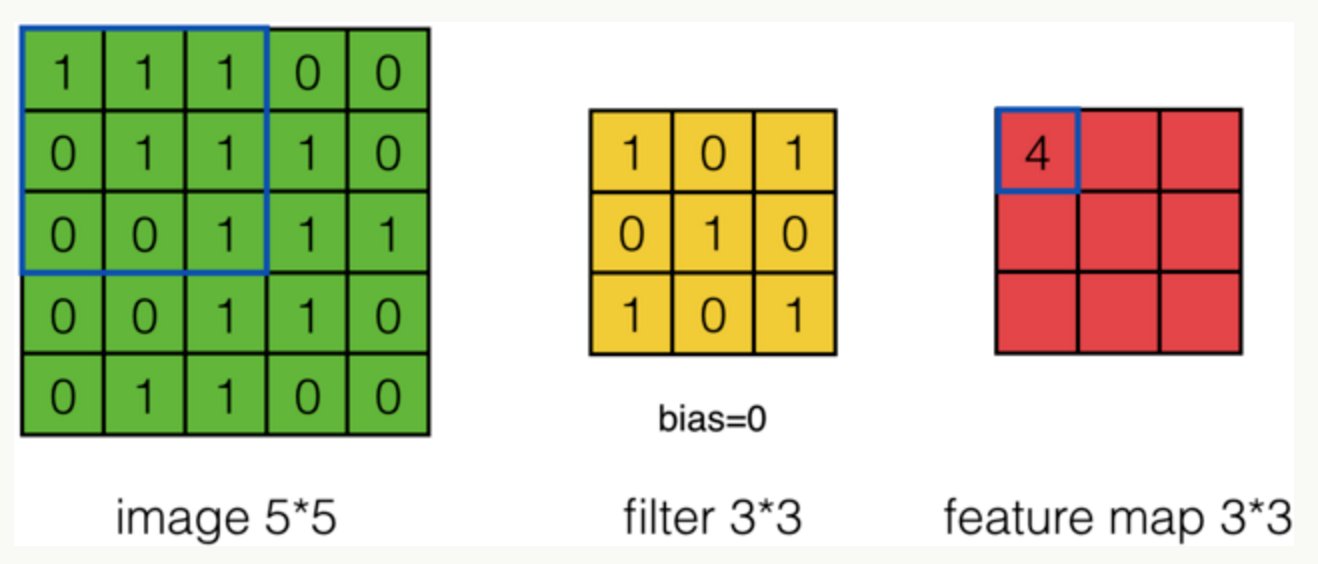 1 1 1 0 0
0 1 1 1 0
0 0 1 1 1
0 0 1 1 0
0 1 1 0 0
image 5*5
1 0 1
0 1 0
1 0 1
bias=0
filter 3*3
4
feature map 3*3